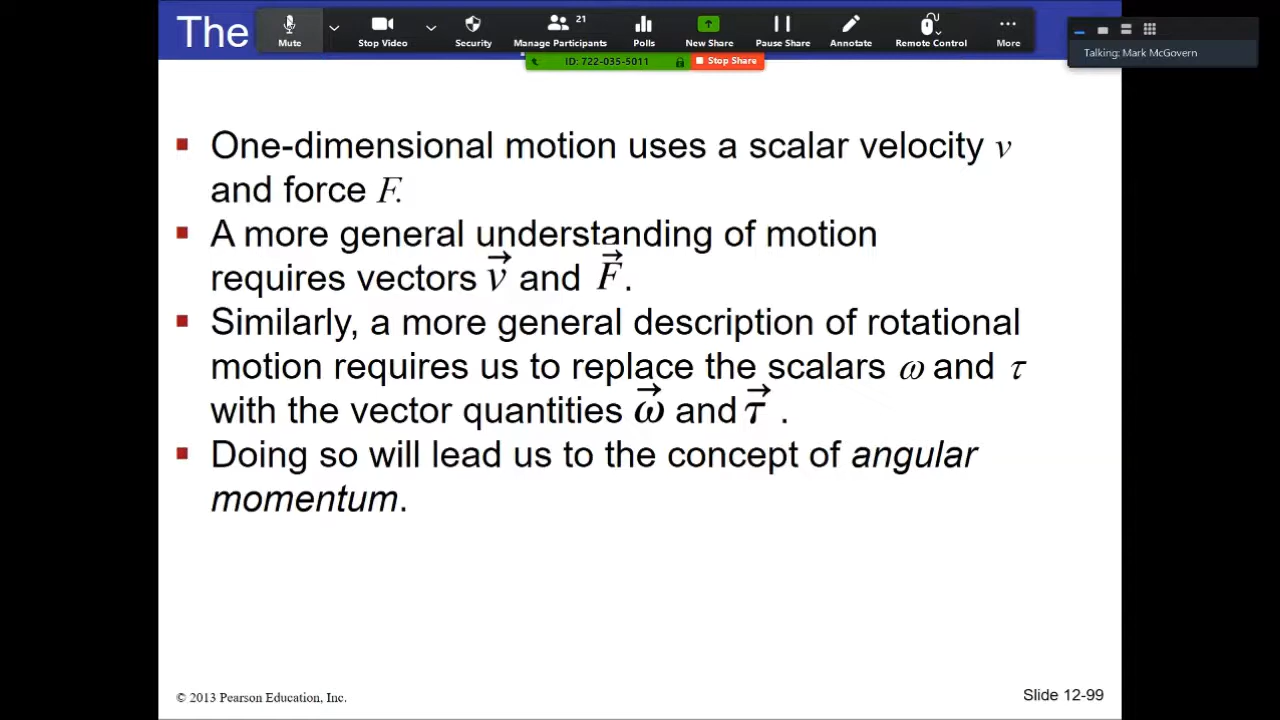 The
Mute
Stop Video
Security
Manage Participants
21
Polls
New Share
Pause Share
Annotate
Remote Control
More
ID: 722-035-5011
Stop Share
Talking: Mark McGovern
One-dimensional motion uses a scalar velocity v
and force F.
A more general understanding of motion
requires vectors v⃗ and F⃗.
Similarly, a more general description of rotational
motion requires us to replace the scalars ω and τ
with the vector quantities ω⃗ and τ⃗ .
Doing so will lead us to the concept of angular
momentum.
© 2013 Pearson Education, Inc.
Slide 12-99